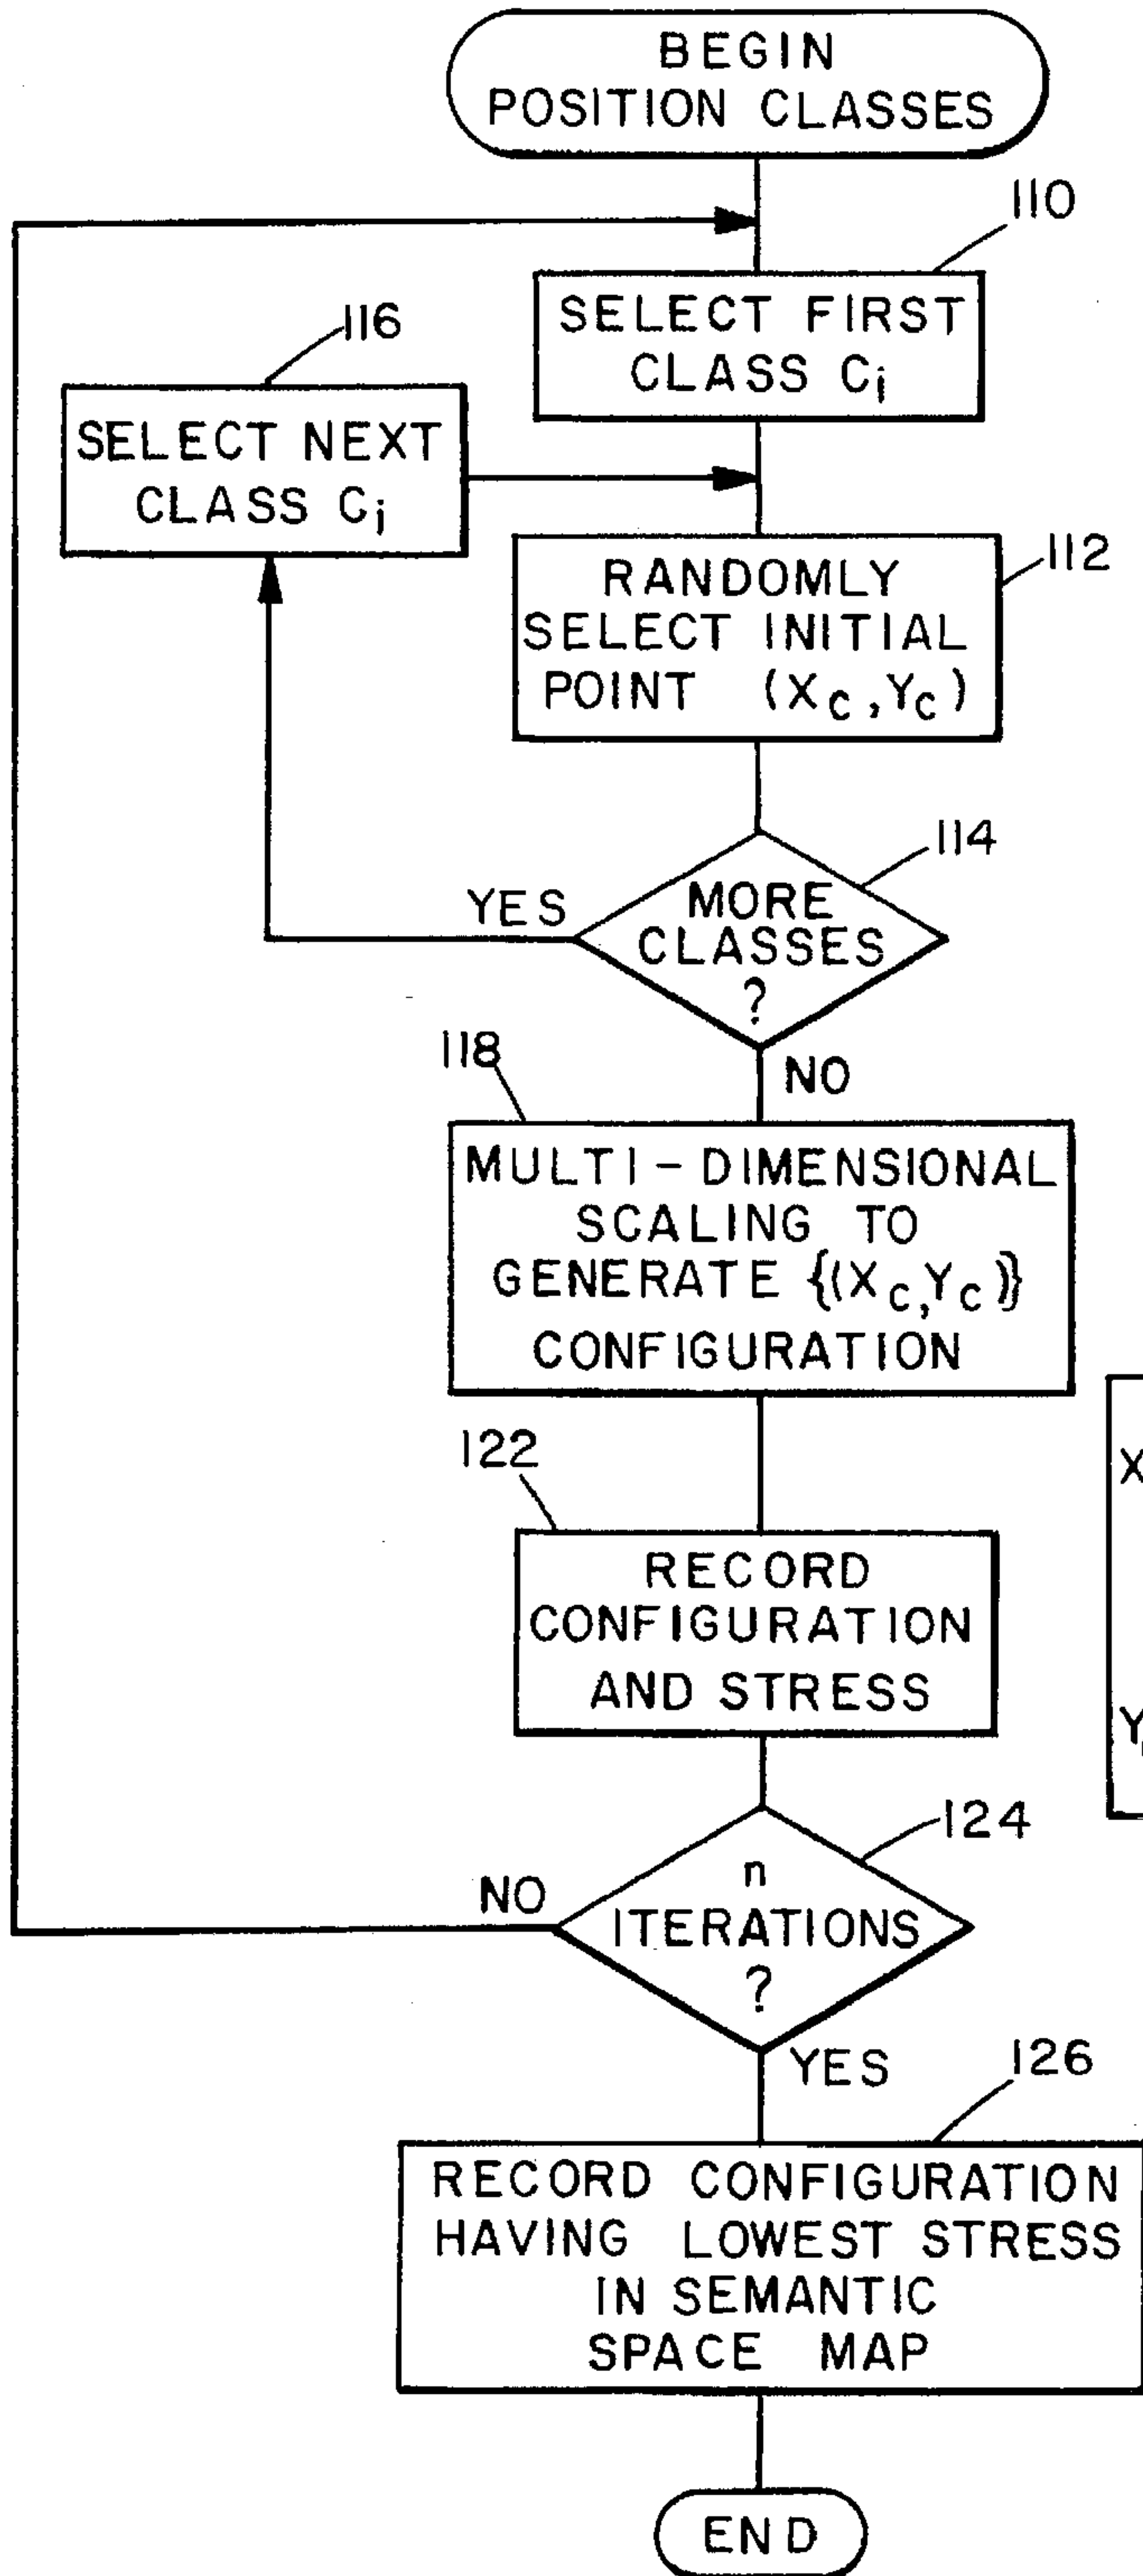 BEGIN
POSITION CLASSES
110
SELECT FIRST
CLASS Ci
116
SELECT NEXT
CLASS Ci
112
RANDOMLY
SELECT INITIAL
POINT (XC,YC)
114
MORE
CLASSES
?
YES
NO
118
MULTI-DIMENSIONAL
SCALING TO
GENERATE {(XC,YC)}
CONFIGURATION
X
122
RECORD
CONFIGURATION
AND STRESS
Y
124
n
ITERATIONS
?
NO
YES
126
RECORD CONFIGURATION
HAVING LOWEST STRESS
IN SEMANTIC
SPACE MAP
END